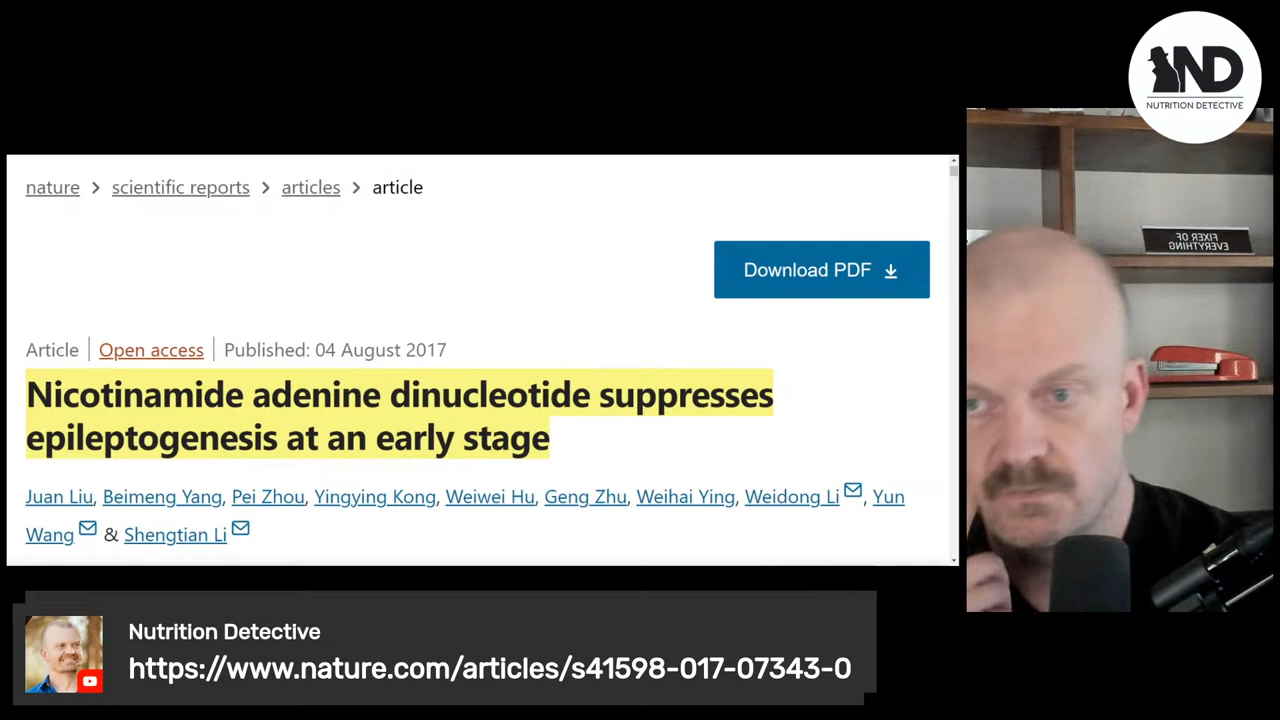 ND
NUTRITION DETECTIVE
nature > scientific reports > articles > article
Download PDF
Article | Open access | Published: 04 August 2017
Nicotinamide adenine dinucleotide suppresses
epileptogenesis at an early stage
Juan Liu, Beimeng Yang, Pei Zhou, Yingying Kong, Weiwei Hu, Geng Zhu, Weihai Ying, Weidong Li, Yun
Wang & Shengtian Li
FIXER OF
EVERYTHING
Nutrition Detective
https://www.nature.com/articles/s41598-017-07343-0